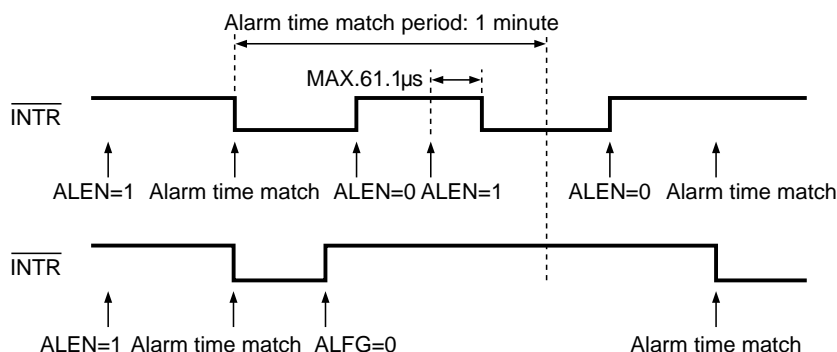 Alarm time match period: 1 minute
MAX.61.1µs
INTR
ALEN=1 Alarm time match ALEN=0 ALEN=1 ALEN=0 Alarm time match
INTR
ALEN=1 Alarm time match ALFG=0 Alarm time match